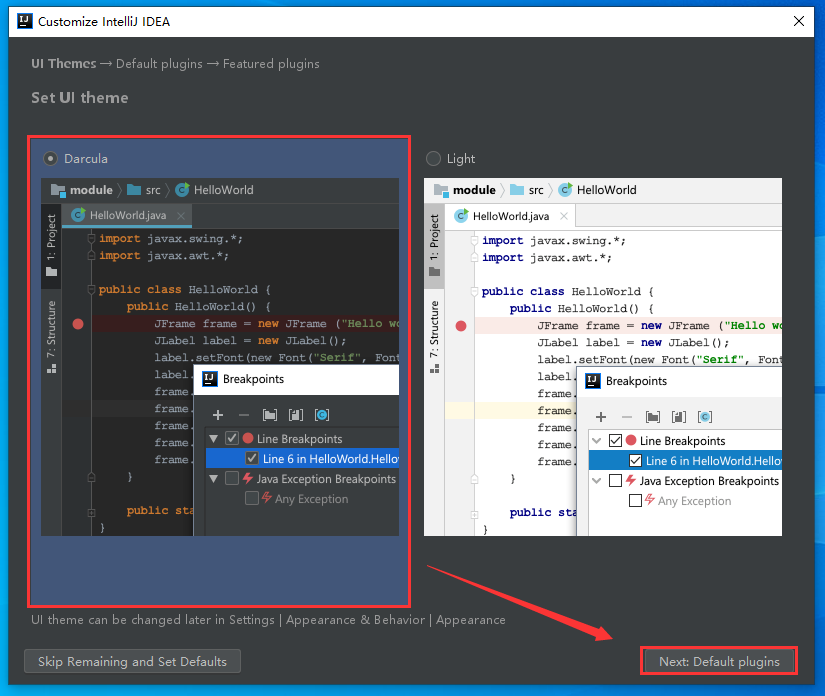 IJ Customize IntelliJ IDEA
UI Themes → Default plugins → Featured plugins
Set UI theme
Darcula
module src HelloWorld
HelloWorld.java
1: Project
7: Structure
import javax.swing.*;
import javax.awt.*;
public class HelloWorld {
public HelloWorld() {
JFrame frame = new JFrame ("Hello wo
JLabel label = new JLabel();
label.setFont(new Font("Serif", Font
label.
frame.
frame.
frame.
frame.
frame.
}
public sta
}
IJ Breakpoints
Line Breakpoints
Line 6 in HelloWorld.Hello
Java Exception Breakpoints
Any Exception
Light
module src HelloWorld
HelloWorld.java
1: Project
7: Structure
import javax.swing.*;
import javax.awt.*;
public class HelloWorld {
public HelloWorld() {
JFrame frame = new JFrame ("Hello wo
JLabel label = new JLabel();
label.setFont(new Font("Serif", Font
label.
frame.
frame.
frame.
frame.
frame.
}
public sta
}
IJ Breakpoints
Line Breakpoints
Line 6 in HelloWorld.Hello
Java Exception Breakpoints
Any Exception
UI theme can be changed later in Settings | Appearance & Behavior | Appearance
Skip Remaining and Set Defaults
Next: Default plugins